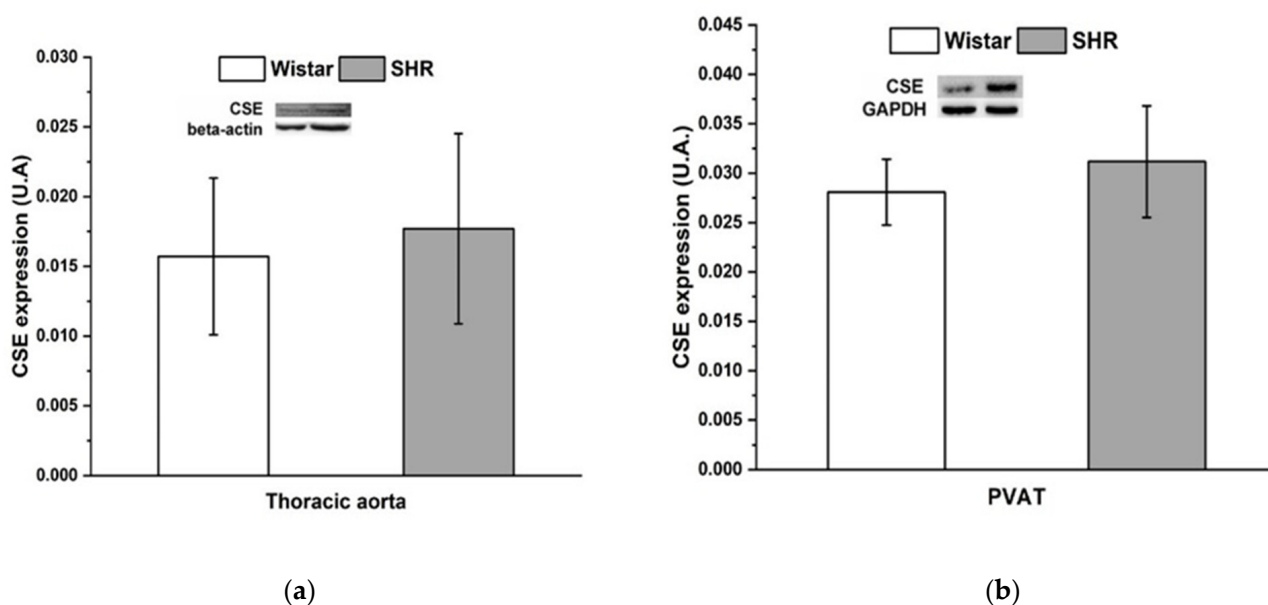 0.030
0.025
0.020
0.015
0.010
0.005
0.000
CSE expression (U.A)
Wistar SHR
CSE
beta-actin
Thoracic aorta
(a)
0.045
0.040
0.035
0.030
0.025
0.020
0.015
0.010
0.005
0.000
CSE expression (U.A.)
Wistar SHR
CSE
GAPDH
PVAT
(b)